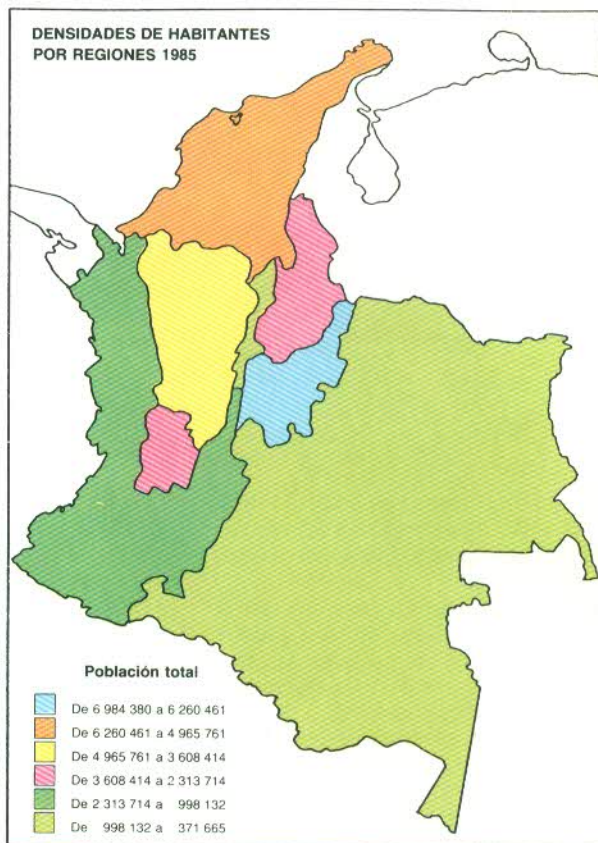 DENSIDADES DE HABITANTES
POR REGIONES 1985
Población total
De 6 984 380 a 6 260 461
De 6 260 461 a 4 965 761
De 4 965 761 a 3 608 414
De 3 608 414 a 2 313 714
De 2 313 714 a 998 132
De 998 132 a 371 665